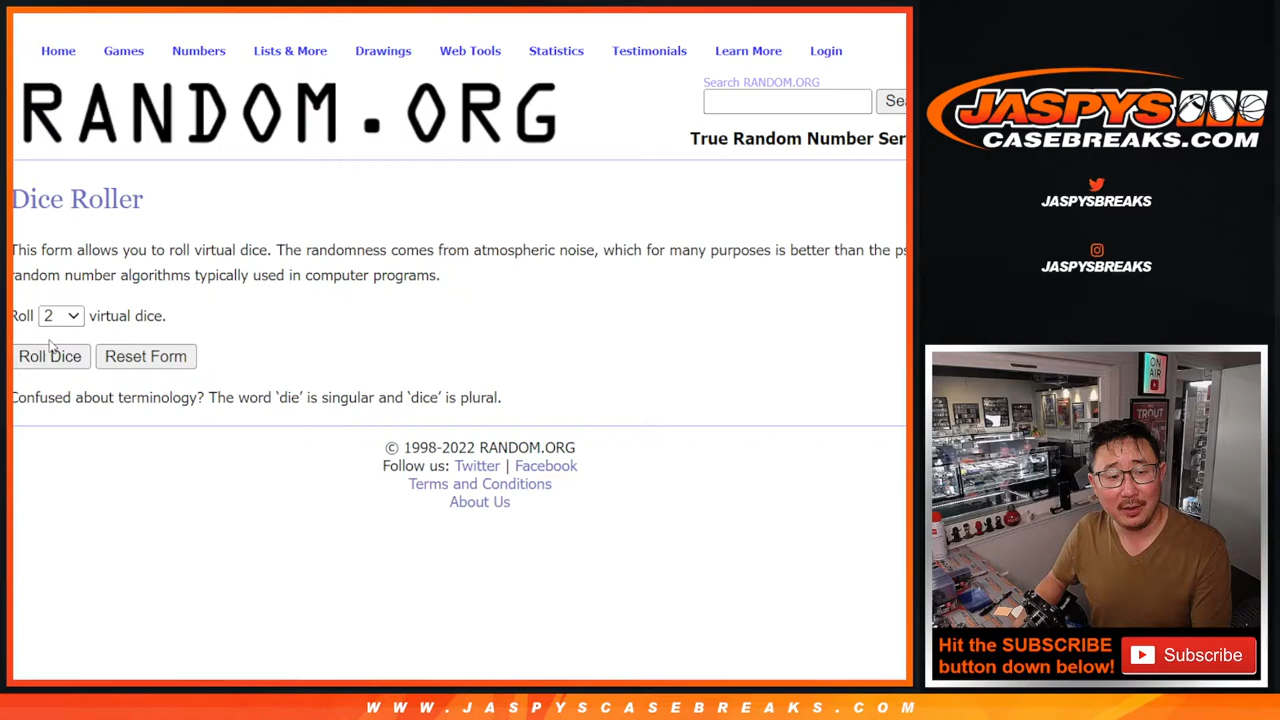 Home Games Numbers Lists & More Drawings Web Tools Statistics Testimonials Learn More Login
RANDOM.ORG
Search RANDOM.ORG
Sea
True Random Number Ser
Dice Roller
This form allows you to roll virtual dice. The randomness comes from atmospheric noise, which for many purposes is better than the ps
random number algorithms typically used in computer programs.
Roll 2 virtual dice.
Roll Dice Reset Form
Confused about terminology? The word ‘die’ is singular and ‘dice’ is plural.
© 1998-2022 RANDOM.ORG
Follow us: Twitter | Facebook
Terms and Conditions
About Us
JASPYS
CASEBREAKS.COM
JASPYSBREAKS
JASPYSBREAKS
ON
AIR
TROUT
Hit the SUBSCRIBE
button down below!
Subscribe
WWW.JASPYSCASEBREAKS.COM